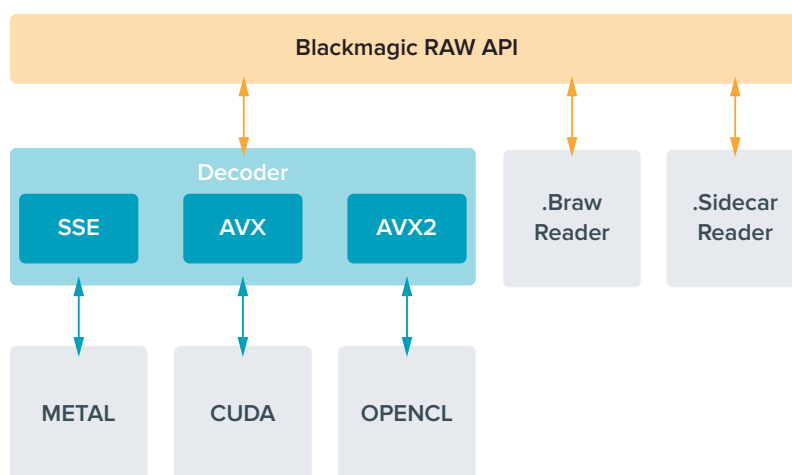 Blackmagic RAW API
Decoder
SSE
AVX
AVX2
.Braw
Reader
.Sidecar
Reader
METAL
CUDA
OPENCL